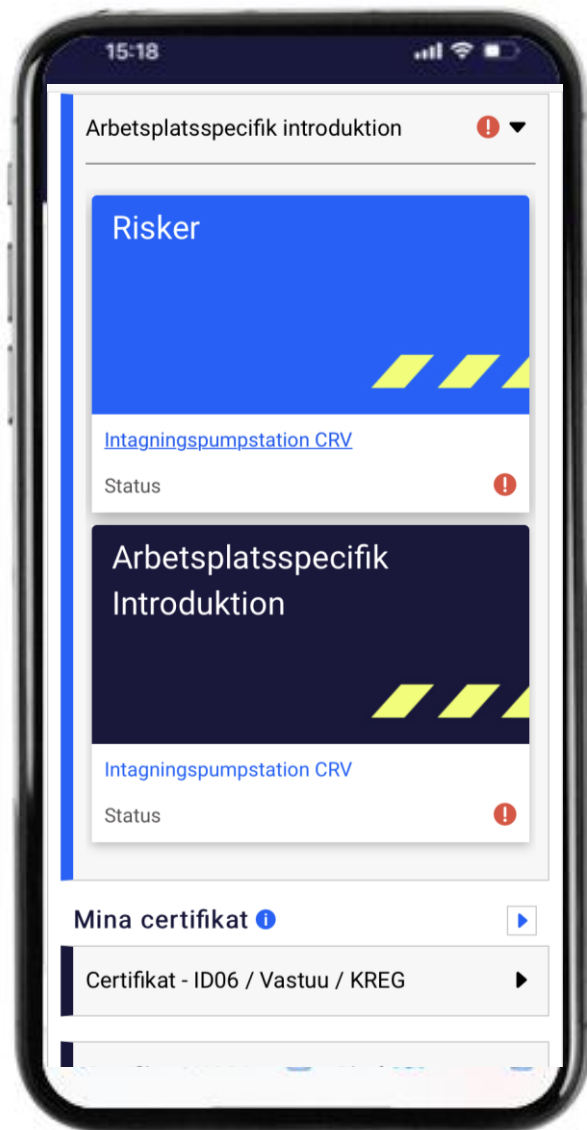 15:18
Arbetsplatsspecifik introduktion
Risker
Intagningspumpstation CRV
Status
Arbetsplatsspecifik
Introduktion
Intagningspumpstation CRV
Status
Mina certifikat
Certifikat - ID06 / Vastuu / KREG